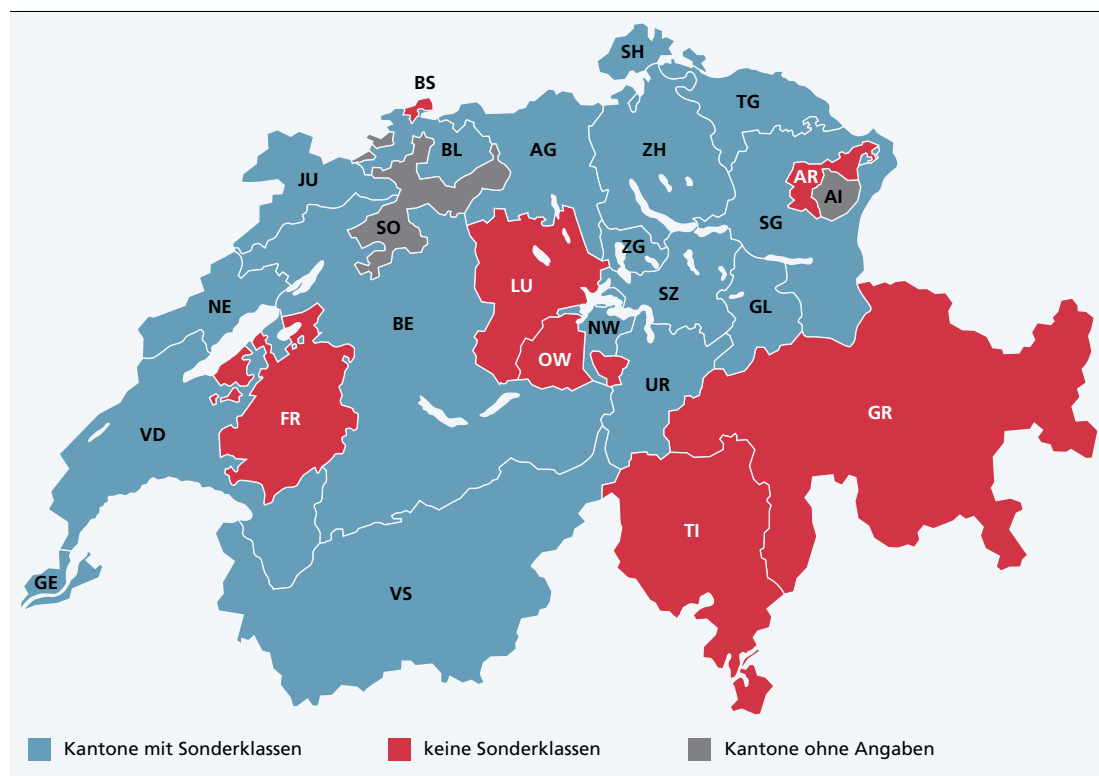 SH
BS
TG
BL
AG
ZH
JU
AR
AI
SO
SG
ZG
LU
SZ
NE
GL
BE
NW
OW
UR
FR
GR
VD
TI
GE
VS
Kantone mit Sonderklassen
keine Sonderklassen
Kantone ohne Angaben